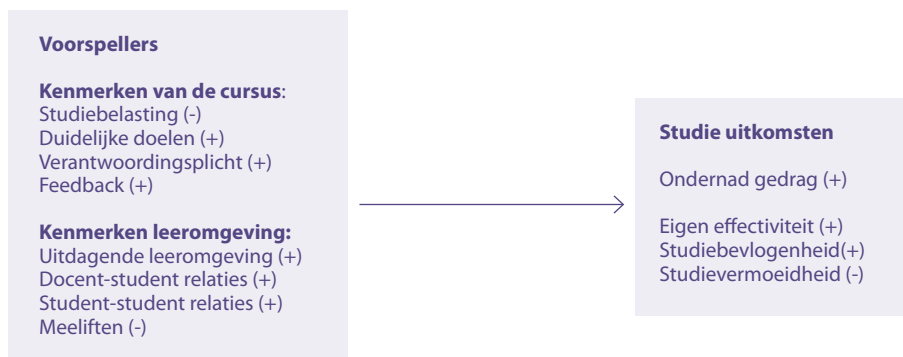 Voorspellers
Kenmerken van de cursus:
Studiebelasting (-)
Duidelijke doelen (+)
Verantwoordingsplicht (+)
Feedback (+)
Kenmerken leeromgeving:
Uitdagende leeromgeving (+)
Docent-student relaties (+)
Student-student relaties (+)
Meeliften (-)
Studie uitkomsten
Ondernad gedrag (+)
Eigen effectiviteit (+)
Studiebevlogenheid(+)
Studievermoeidheid (-)